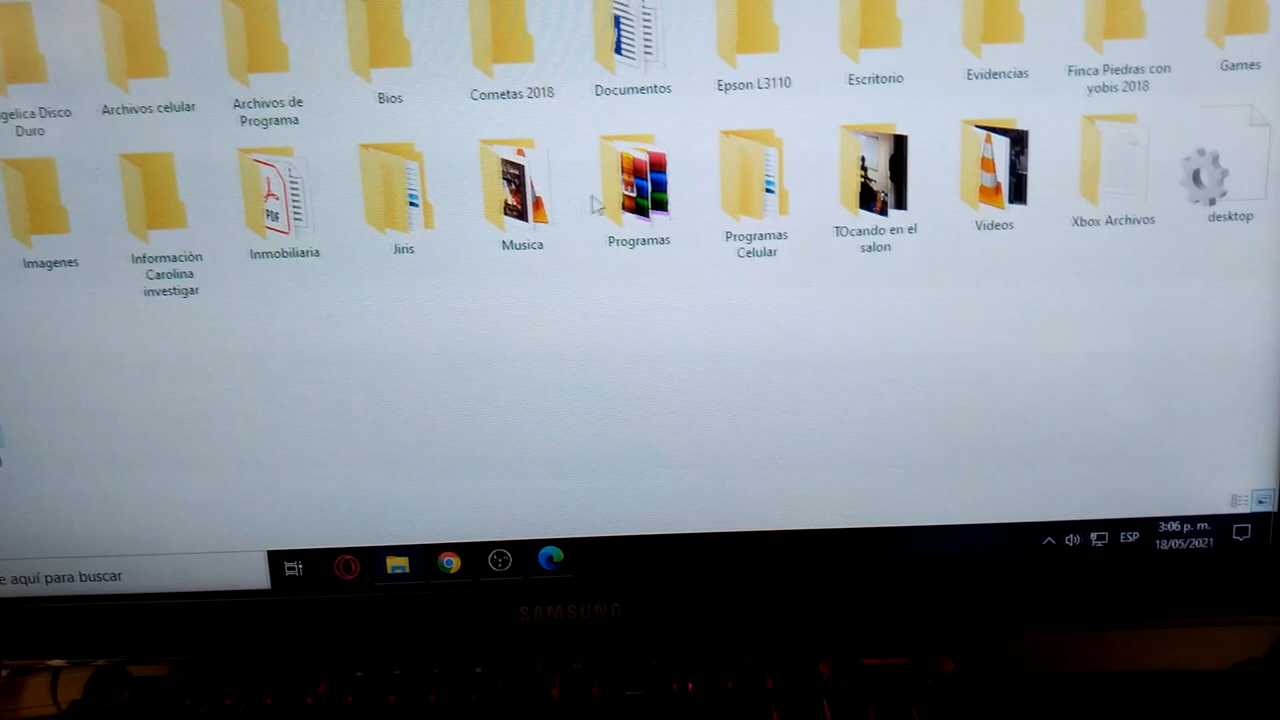 gelica Disco
Duro
Archivos celular
Archivos de
Programa
Bios
Cometas 2018
Documentos
Epson L3110
Escritorio
Evidencias
Finca Piedras con
yobis 2018
Games
Imagenes
Informaciòn
Carolina
investigar
PDF
Inmobiliaria
Jiris
Musica
Programas
Programas
Celular
TOcando en el
salon
Videos
Xbox-Archivos
desktop
e aquí para buscar
ESP
3:06 p. m.
18/05/2021
SAMSUNG